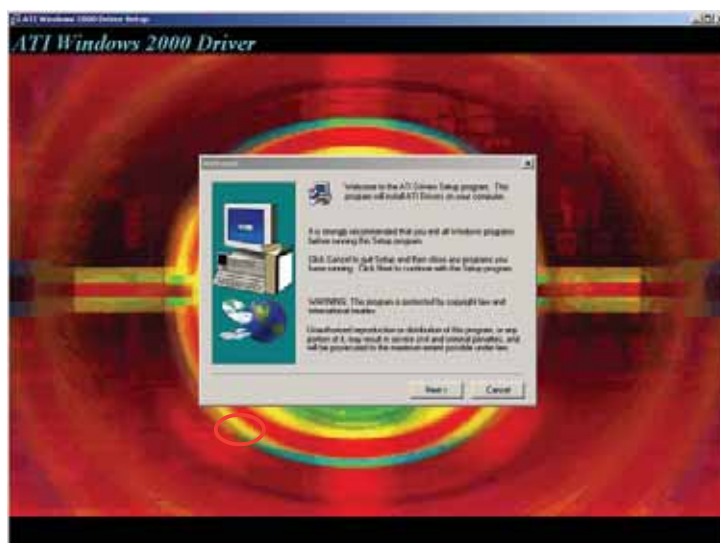 ATI Windows 2000 Driver Setup
ATI Windows 2000 Driver
Welcome
Welcome to the ATI Drivers Setup program. This
program will install ATI Drivers on your computer.
It is strongly recommended that you exit all Windows programs
before running this Setup program.
Click Cancel to quit Setup and then close any programs you
have running. Click Next to continue with the Setup program.
WARNING: This program is protected by copyright law and
international treaties.
Unauthorized reproduction or distribution of this program, or any
portion of it, may result in severe civil and criminal penalties, and
will be prosecuted to the maximum extent possible under law.
Next > Cancel